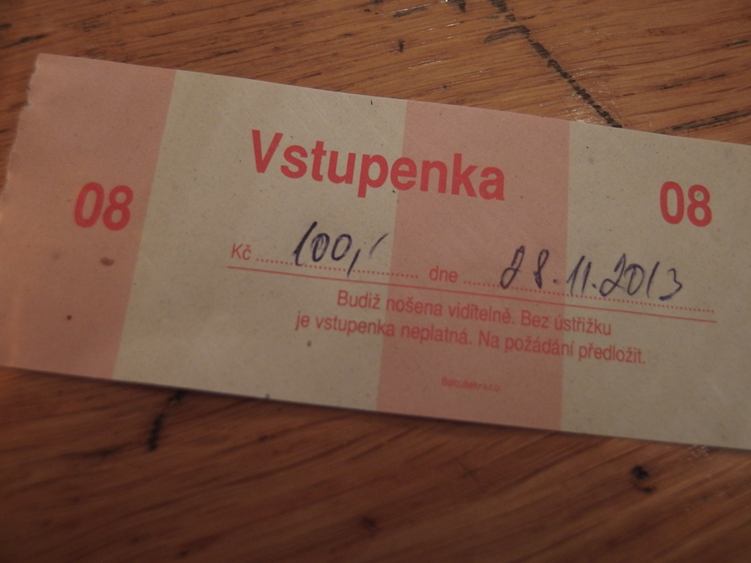 Vstupenka
08
08
Kč 100,- dne 28.11.2013
Budiž nošena viditelně. Bez ústřižku
je vstupenka neplatná. Na požádání předložit.